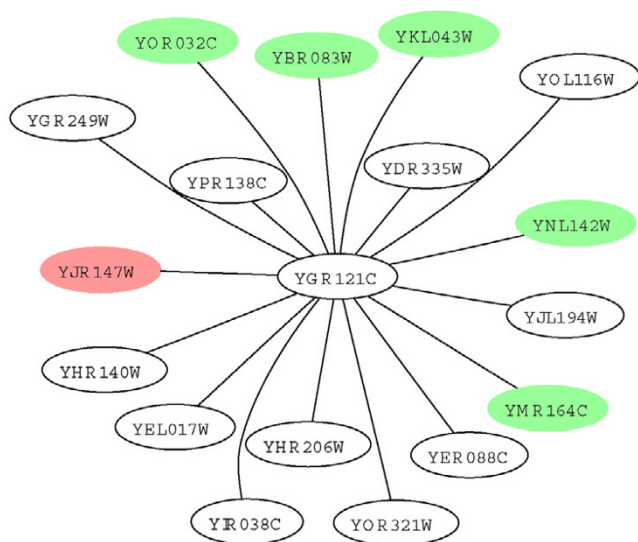 YOR032C
YBR083W
YKL043W
YOL116W
YGR249W
YPR138C
YDR335W
YNL142W
YJR147W
YGR121C
YJL194W
YHR140W
YMR164C
YEL017W
YHR206W
YER088C
YIR038C
YOR321W